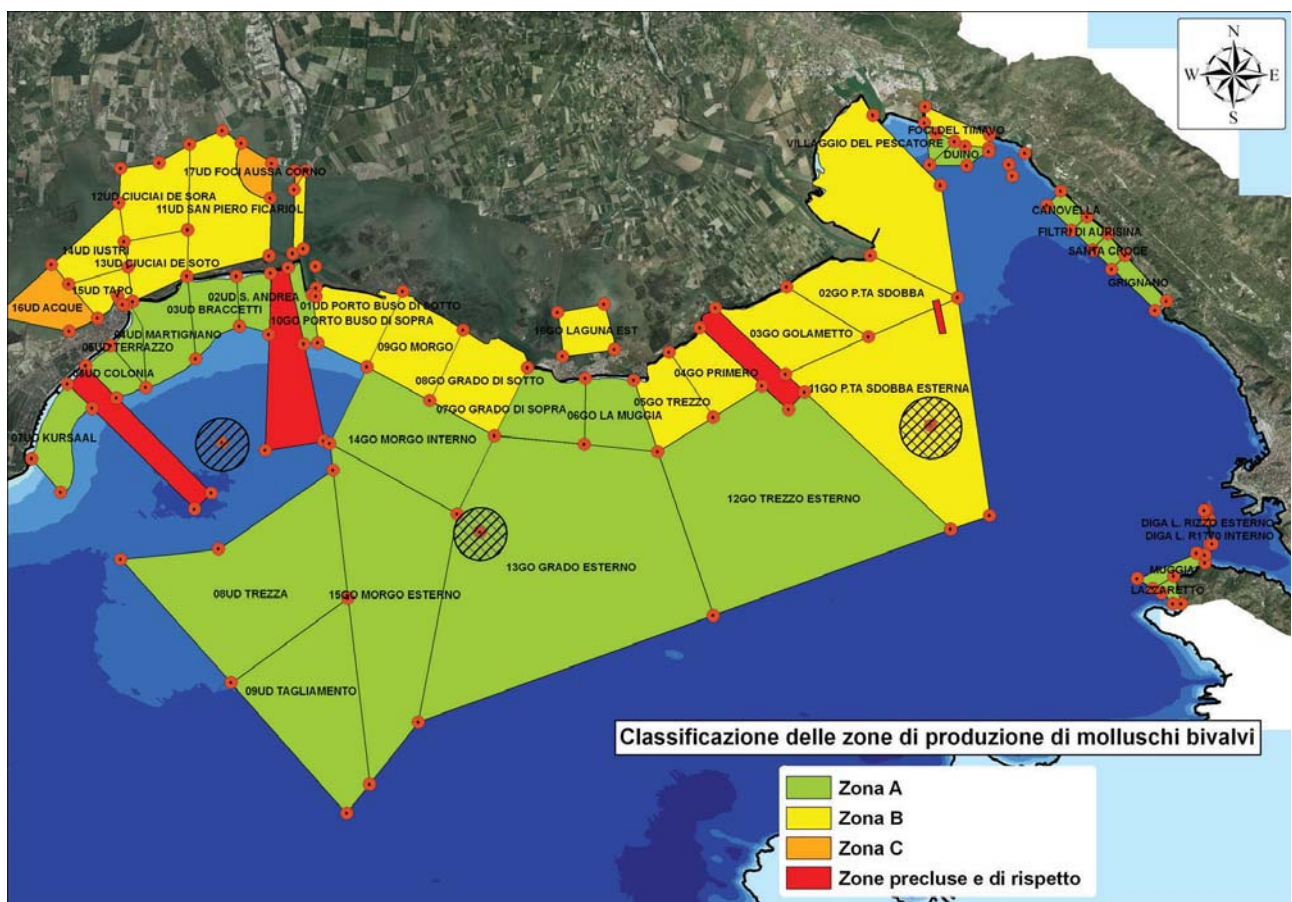 N
W E
S
FOCI DEL TIMAVO
VILLAGGIO DEL PESCATORE
DUINO
17UD FOCI AUSSA CORNO
12UD CIUCIAI DE SORA
11UD SAN PIERO FICARIOL
CANOVELLA
FILTRI DI AURISINA
SANTA CROCE
GRIGNANO
14UD IUSTRI
13UD CIUCIAI DE SOTO
15UD TAPO
16UD ACQUE
02UD S. ANDREA
03UD BRACCETTI
01UD PORTO BUSO DI SOTTO
10GO PORTO BUSO DI SOPRA
02GO P.TA SDOBBA
16GO LAGUNA EST
03GO GOLAMETTO
04UD MARTIGNANO
05UD TERRAZZO
09GO MORGO
06UD COLONIA
08GO GRADO DI SOTTO
04GO PRIMERO
11GO P.TA SDOBBA ESTERNA
07UD KURSAAL
07GO GRADO DI SOPRA
05GO TREZZO
06GO LA MUGGIA
14GO MORGO INTERNO
12GO TREZZO ESTERNO
DIGA L. RIZZO ESTERNO
DIGA L. R1770 INTERNO
13GO GRADO ESTERNO
MUGGIA
LAZZARETTO
08UD TREZZA
15GO MORGO ESTERNO
09UD TAGLIAMENTO
Classificazione delle zone di produzione di molluschi bivalvi
Zona A
Zona B
Zona C
Zone precluse e di rispetto